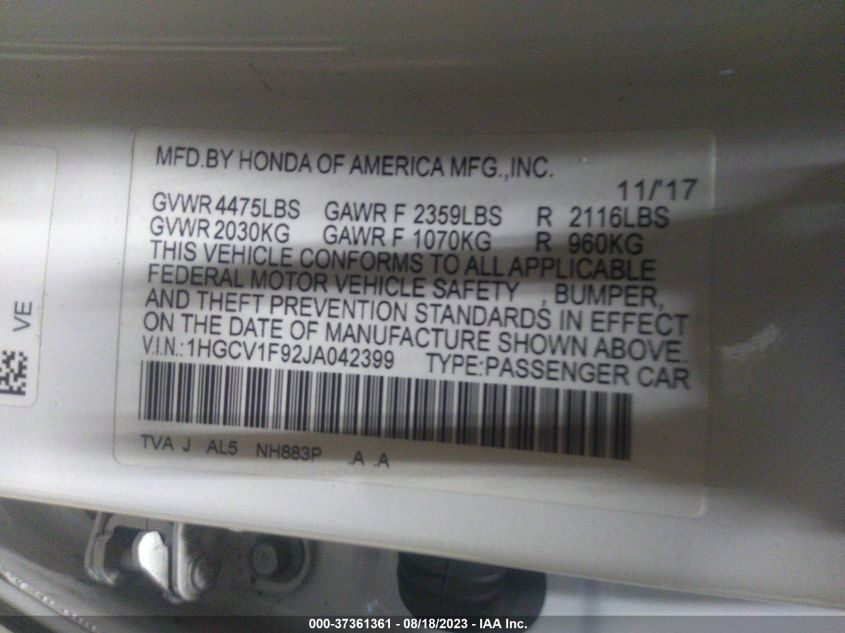 MFD.BY HONDA OF AMERICA MFG.,INC.
11/'17
GVWR 4475LBS GAWR F 2359LBS R 2116LBS
GVWR 2030KG GAWR F 1070KG R 960KG
THIS VEHICLE CONFORMS TO ALL APPLICABLE
FEDERAL MOTOR VEHICLE SAFETY , BUMPER,
AND THEFT PREVENTION STANDARDS IN EFFECT
ON THE DATE OF MANUFACTURE SHOWN ABOVE.
V.I.N.:1HGCV1F92JA042399 TYPE:PASSENGER CAR
TVA J AL5 NH883P .A .A
VE
000-37361361 - 08/18/2023 - IAA Inc.